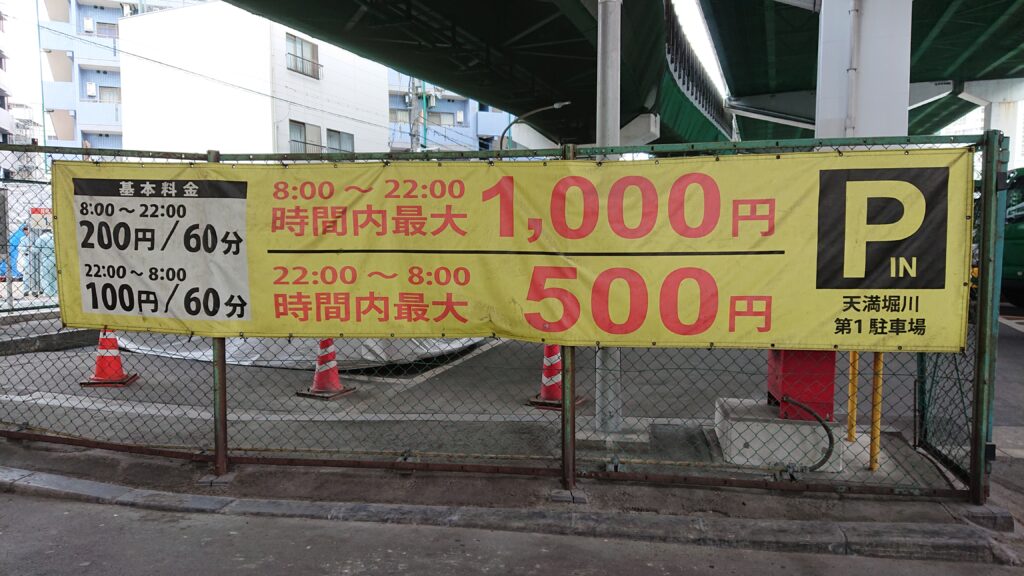 基本料金
8:00～22:00
200円/60分
22:00～8:00
100円/60分
8:00～22:00
時間内最大 1,000円
22:00～8:00
時間内最大 500円
P
IN
天満堀川
第1駐車場